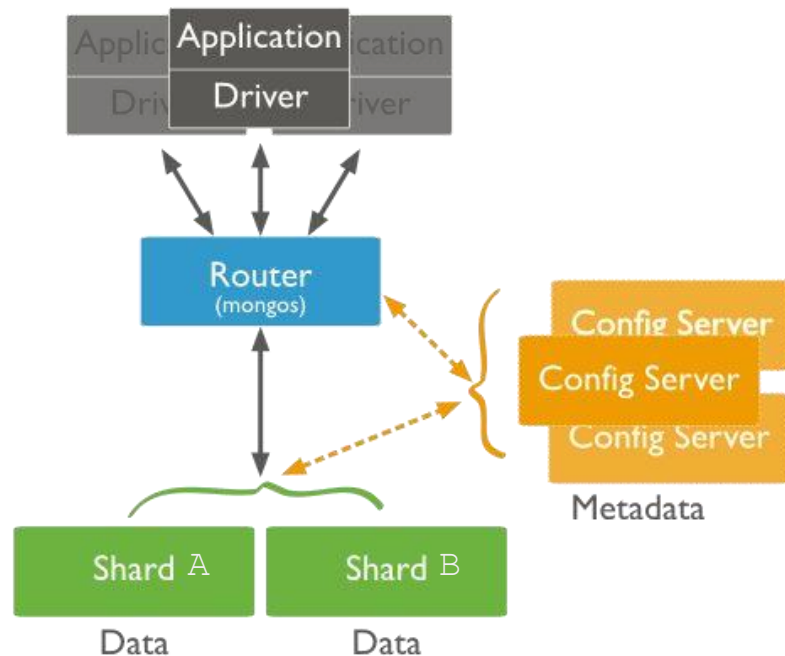 Application
Driver
Router
(mongos)
Config Server
Config Server
Config Server
Metadata
Shard A
Shard B
Data
Data